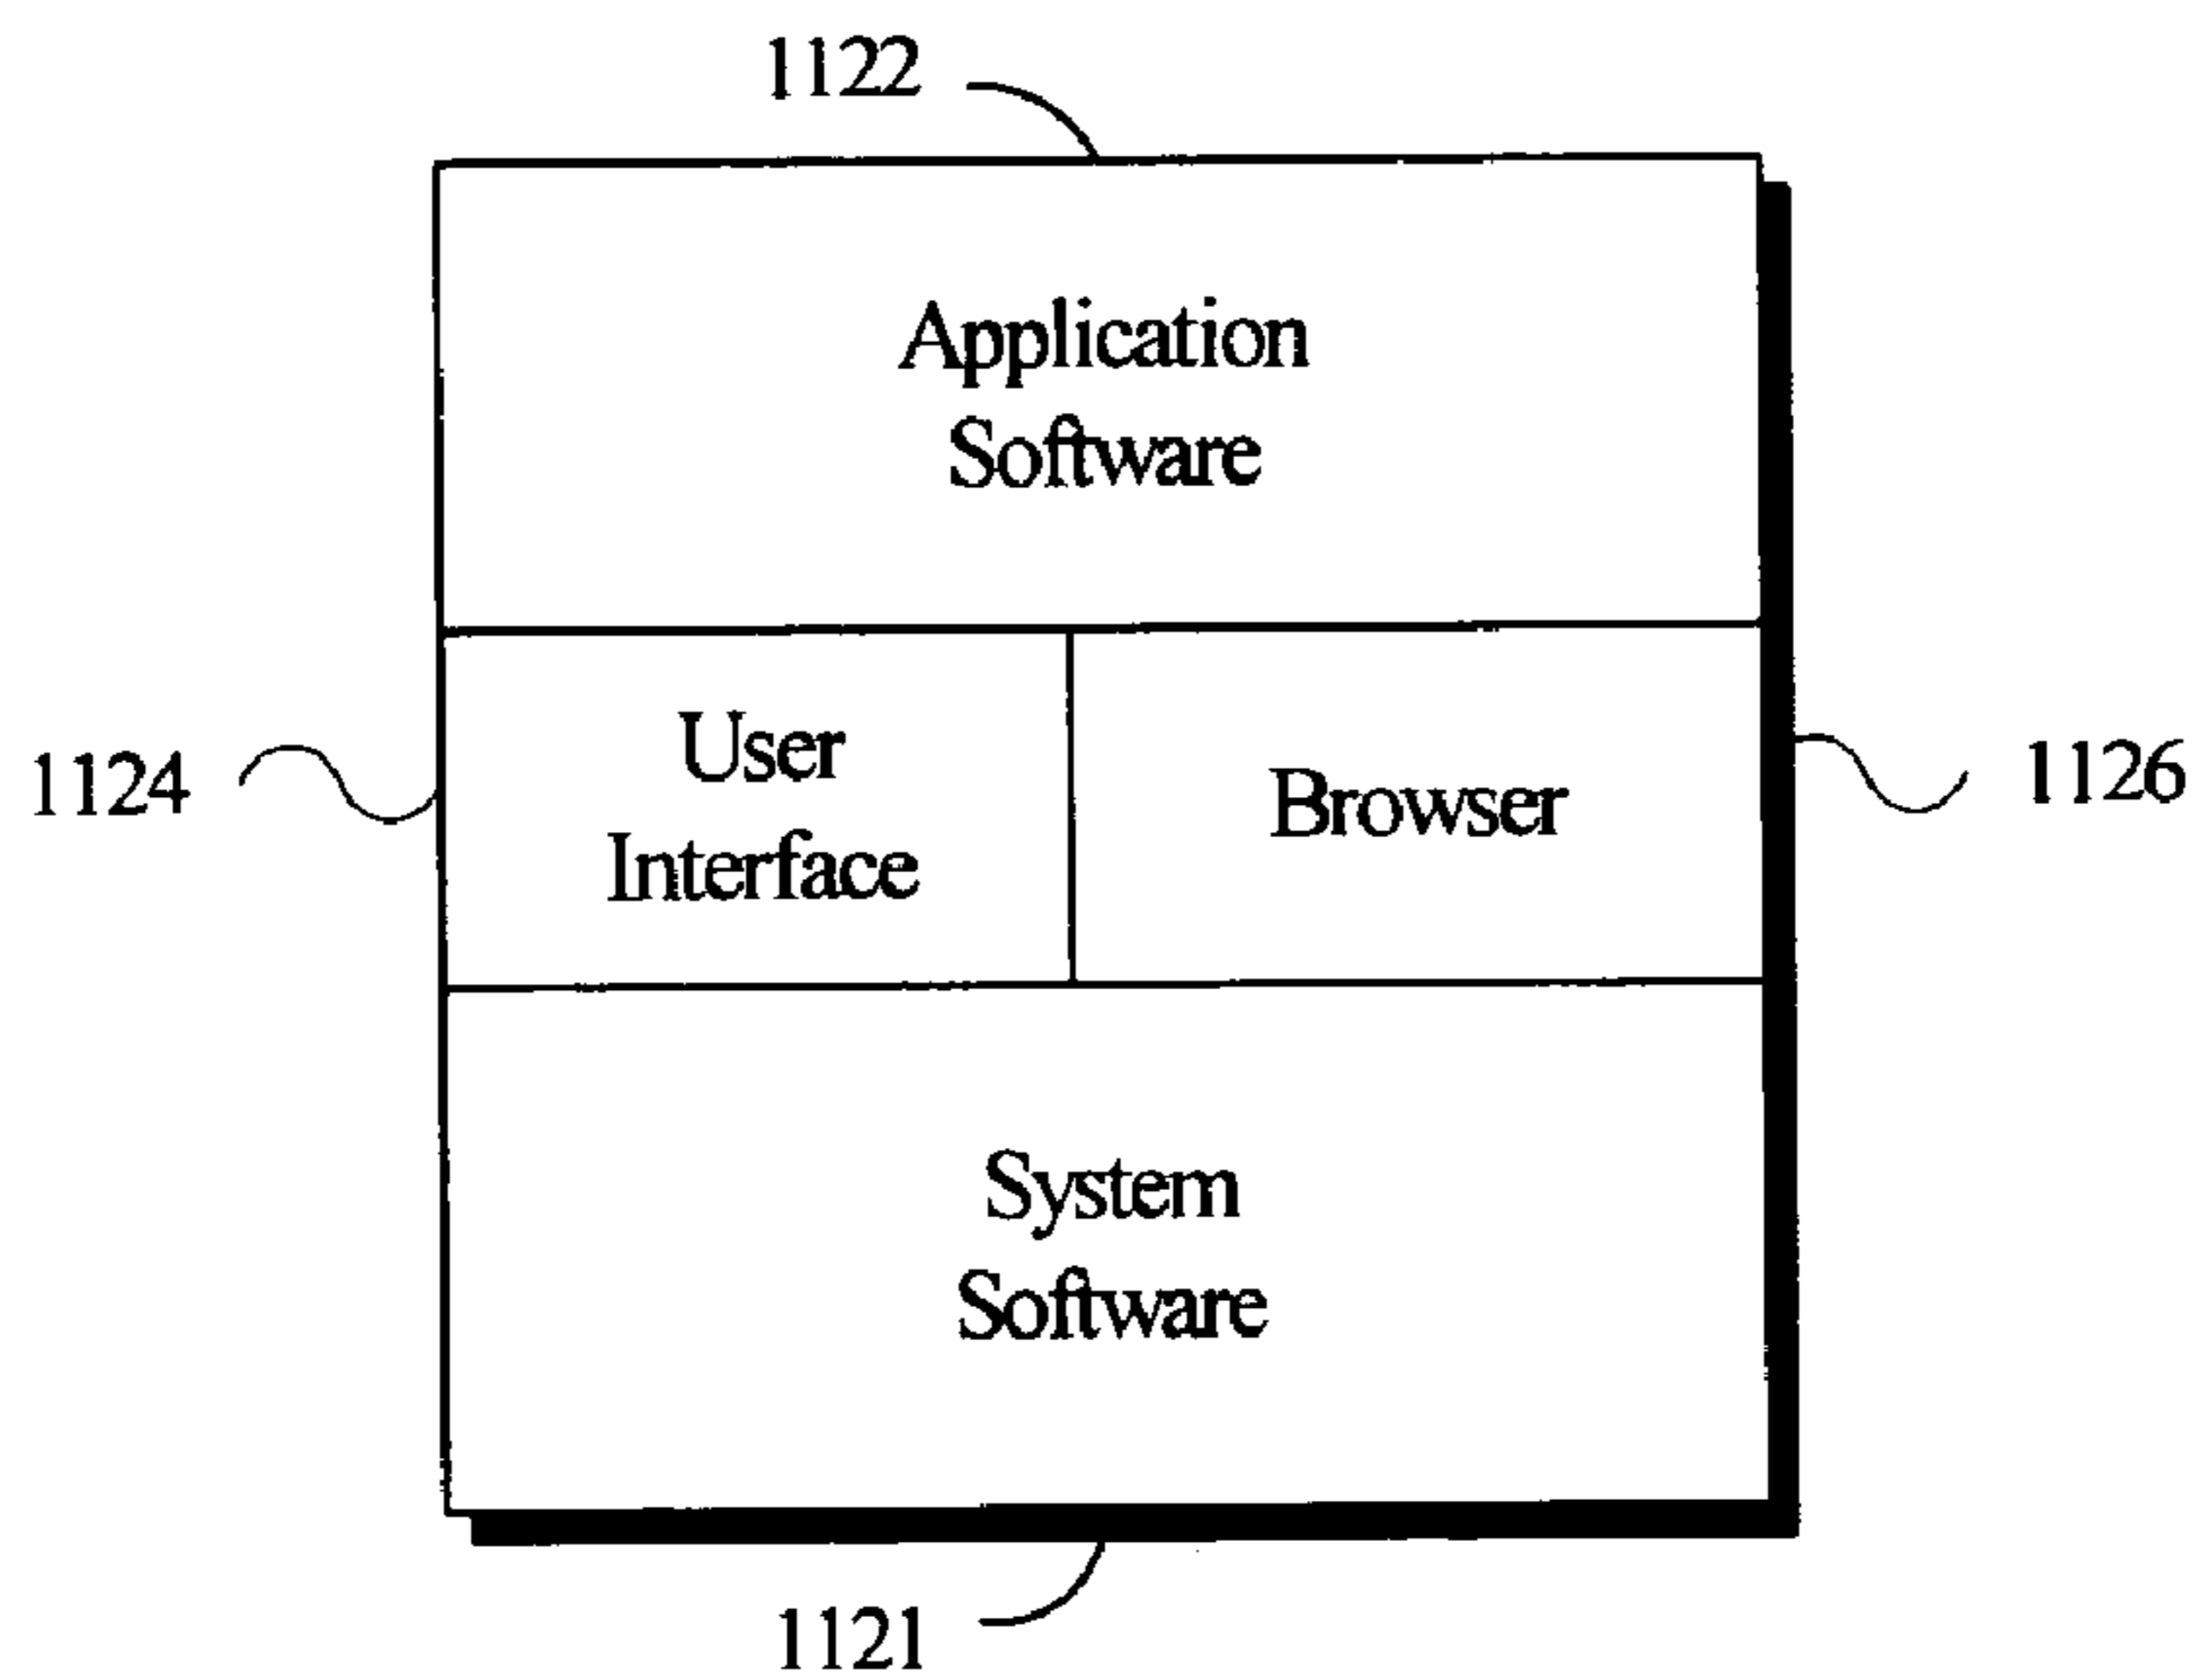 1122
Application
Software
1124
User
Interface
Browser
1126
System
Software
1121